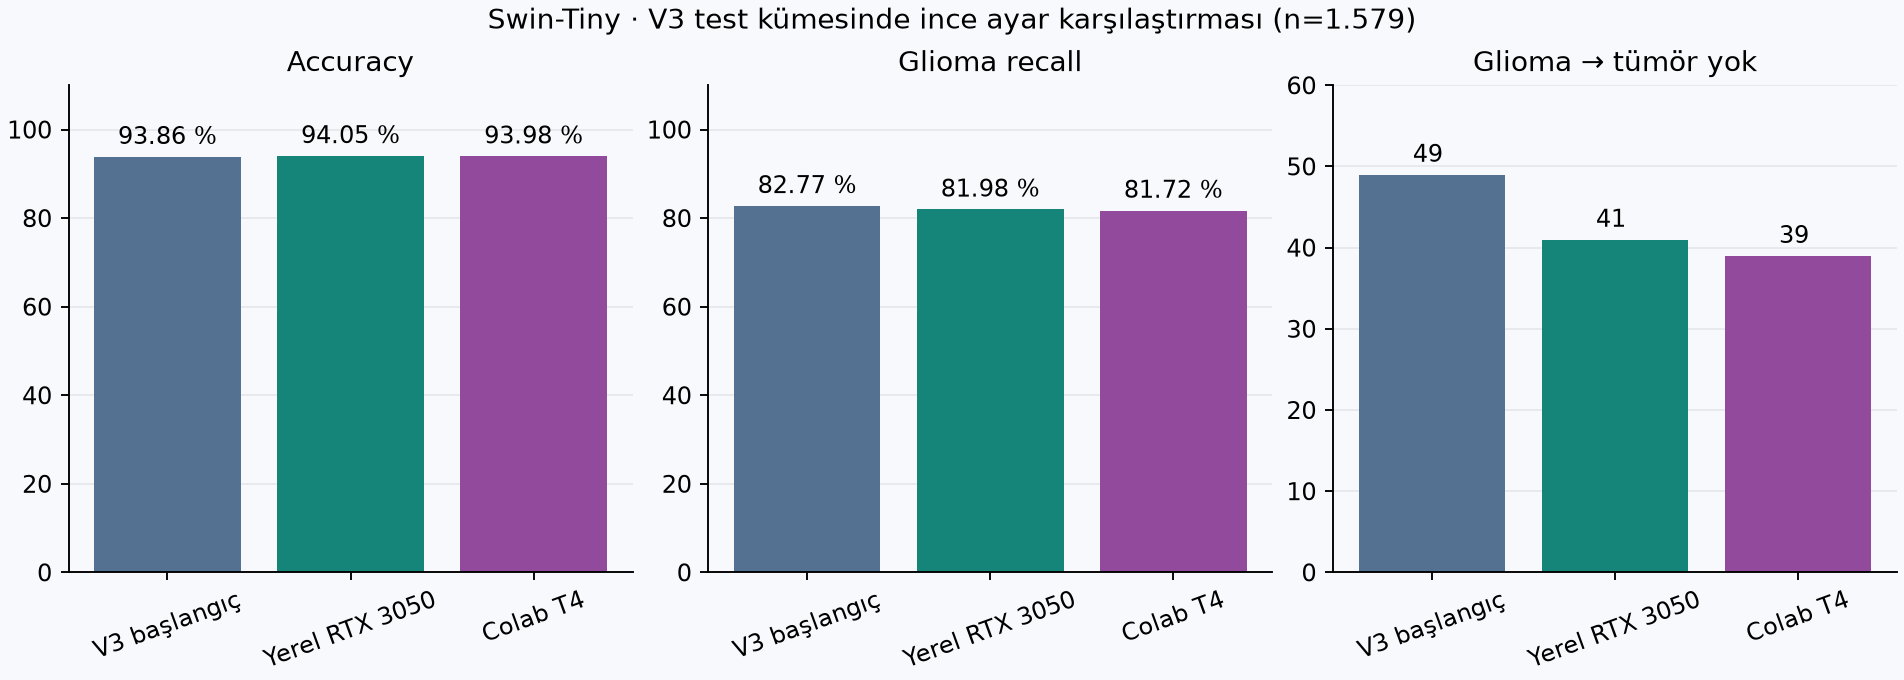 Swin-Tiny · V3 test kümesinde ince ayar karşılaştırması (n=1.579)
Accuracy
100
80
60
40
20
0
93.86 %
94.05 %
93.98 %
V3 başlangıç
Yerel RTX 3050
Colab T4
Glioma recall
100
80
60
40
20
0
82.77 %
81.98 %
81.72 %
V3 başlangıç
Yerel RTX 3050
Colab T4
Glioma → tümör yok
60
50
40
30
20
10
0
49
41
39
V3 başlangıç
Yerel RTX 3050
Colab T4